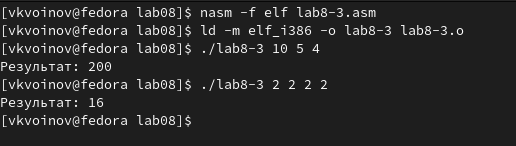 [vkvoinov@fedora lab08]$ nasm -f elf lab8-3.asm
[vkvoinov@fedora lab08]$ ld -m elf_i386 -o lab8-3 lab8-3.o
[vkvoinov@fedora lab08]$ ./lab8-3 10 5 4
Результат: 200
[vkvoinov@fedora lab08]$ ./lab8-3 2 2 2 2
Результат: 16
[vkvoinov@fedora lab08]$